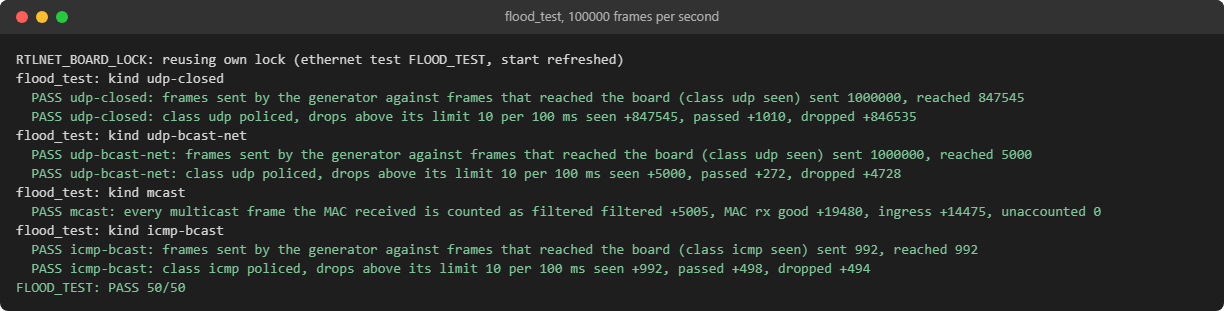 flood_test, 100000 frames per second
RTLNET_BOARD_LOCK: reusing own lock (ethernet test FLOOD_TEST, start refreshed)
flood_test: kind udp-closed
PASS udp-closed: frames sent by the generator against frames that reached the board (class udp seen) sent 1000000, reached 847545
PASS udp-closed: class udp policed, drops above its limit 10 per 100 ms seen +847545, passed +1010, dropped +846535
flood_test: kind udp-bcast-net
PASS udp-bcast-net: frames sent by the generator against frames that reached the board (class udp seen) sent 1000000, reached 5000
PASS udp-bcast-net: class udp policed, drops above its limit 10 per 100 ms seen +5000, passed +272, dropped +4728
flood_test: kind mcast
PASS mcast: every multicast frame the MAC received is counted as filtered filtered +5005, MAC rx good +19480, ingress +14475, unaccounted 0
flood_test: kind icmp-bcast
PASS icmp-bcast: frames sent by the generator against frames that reached the board (class icmp seen) sent 992, reached 992
PASS icmp-bcast: class icmp policed, drops above its limit 10 per 100 ms seen +992, passed +498, dropped +494
FLOOD_TEST: PASS 50/50